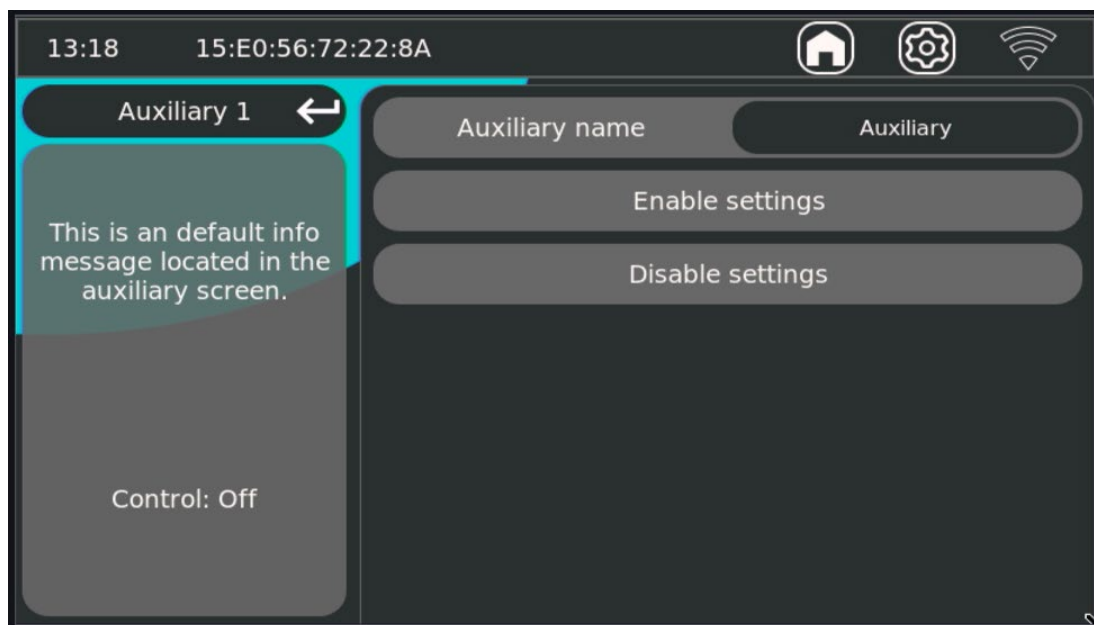 13:18 15:E0:56:72:22:8A
Auxiliary 1
This is an default info
message located in the
auxiliary screen.
Control: Off
Auxiliary name Auxiliary
Enable settings
Disable settings